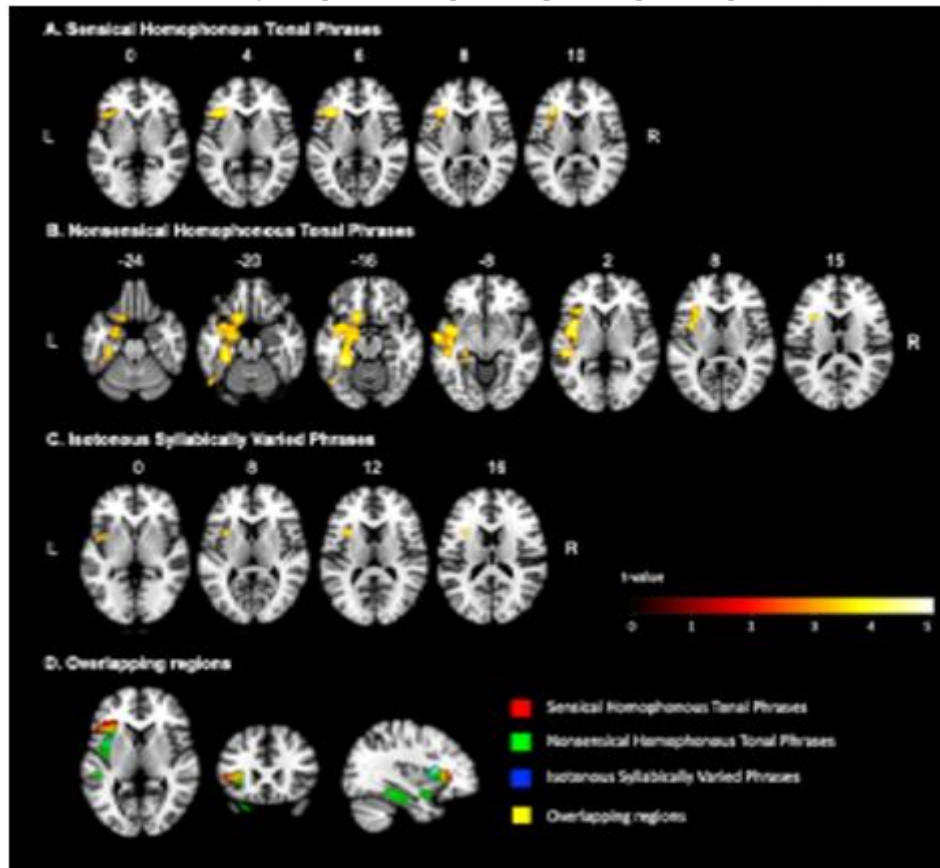 A. Sensical Homophonous Tonal Phrases
0 4 6 8 10
L R
B. Nonsensical Homophonous Tonal Phrases
-24 -20 -16 -8 2 8 15
L R
C. Isotonous Syllabically Varied Phrases
0 8 12 16
L R
t-value
0 1 2 3 4 5
D. Overlapping regions
Sensical Homophonous Tonal Phrases
Nonsensical Homophonous Tonal Phrases
Isotonous Syllabically Varied Phrases
Overlapping regions